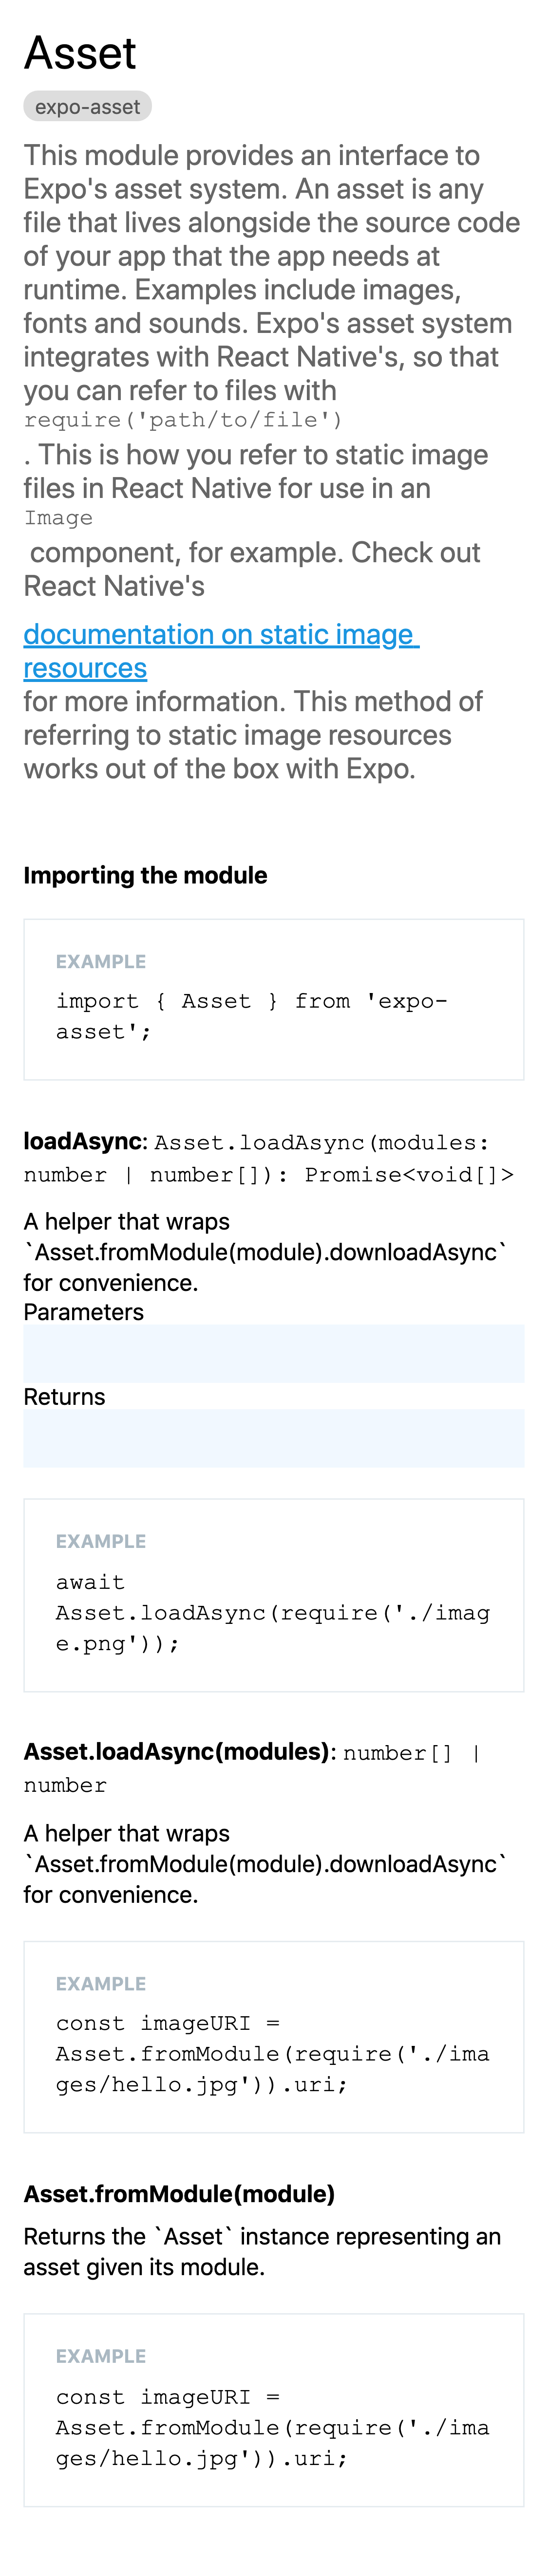 Asset
expo-asset
This module provides an interface to
Expo's asset system. An asset is any
file that lives alongside the source code
of your app that the app needs at
runtime. Examples include images,
fonts and sounds. Expo's asset system
integrates with React Native's, so that
you can refer to files with
require('path/to/file')
. This is how you refer to static image
files in React Native for use in an
Image
component, for example. Check out
React Native's
documentation on static image
resources
for more information. This method of
referring to static image resources
works out of the box with Expo.
Importing the module
EXAMPLE
import { Asset } from 'expo-
asset';
loadAsync: Asset.loadAsync(modules:
number | number[]): Promise<void[]>
A helper that wraps
`Asset.fromModule(module).downloadAsync`
for convenience.
Parameters
Returns
EXAMPLE
await
Asset.loadAsync(require('./imag
e.png'));
Asset.loadAsync(modules): number[] |
number
A helper that wraps
`Asset.fromModule(module).downloadAsync`
for convenience.
EXAMPLE
const imageURI =
Asset.fromModule(require('./ima
ges/hello.jpg')).uri;
Asset.fromModule(module)
Returns the `Asset` instance representing an
asset given its module.
EXAMPLE
const imageURI =
Asset.fromModule(require('./ima
ges/hello.jpg')).uri;